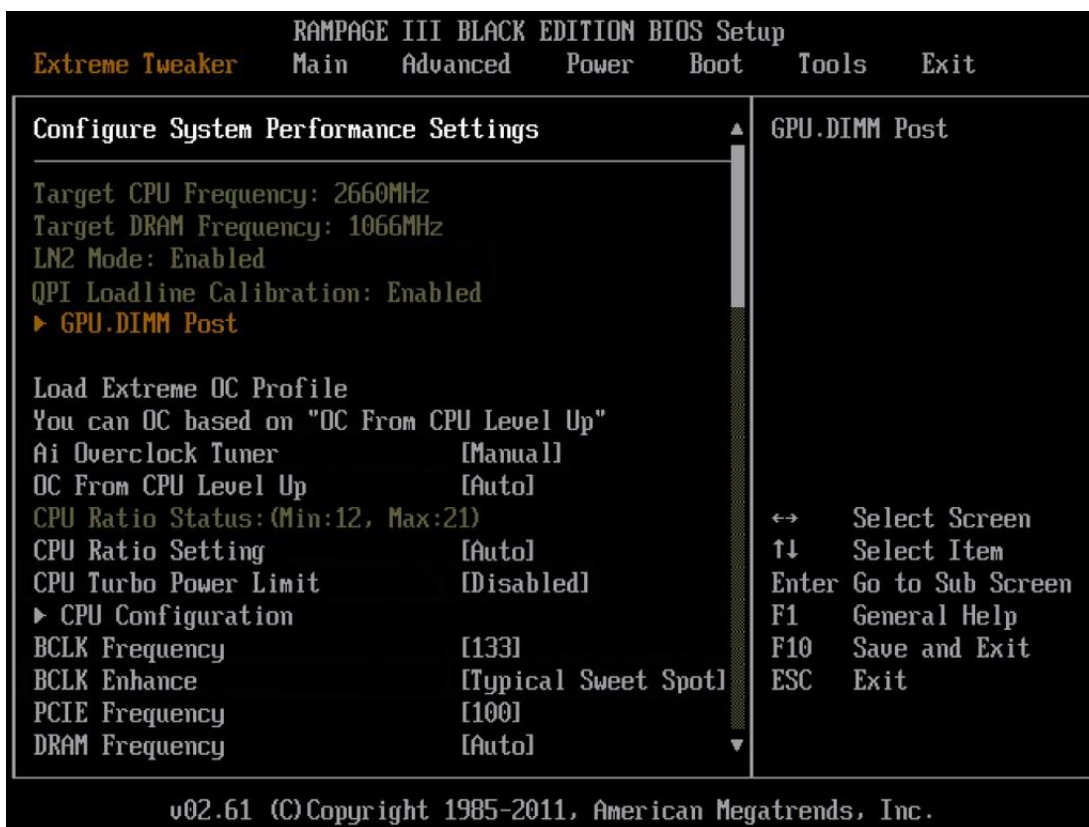 RAMPAGE III BLACK EDITION BIOS Setup
Extreme Tweaker Main Advanced Power Boot Tools Exit
Configure System Performance Settings
Target CPU Frequency: 2660MHz
Target DRAM Frequency: 1066MHz
LN2 Mode: Enabled
QPI Loadline Calibration: Enabled
▶ GPU.DIMM Post
Load Extreme OC Profile
You can OC based on "OC From CPU Level Up"
Ai Overclock Tuner [Manual]
OC From CPU Level Up [Auto]
CPU Ratio Status:(Min:12, Max:21)
CPU Ratio Setting [Auto]
CPU Turbo Power Limit [Disabled]
▶ CPU Configuration
BCLK Frequency [133]
BCLK Enhance [Typical Sweet Spot]
PCIE Frequency [100]
DRAM Frequency [Auto]
GPU.DIMM Post
↔ Select Screen
↑↓ Select Item
Enter Go to Sub Screen
F1 General Help
F10 Save and Exit
ESC Exit
v02.61 (C)Copyright 1985-2011, American Megatrends, Inc.